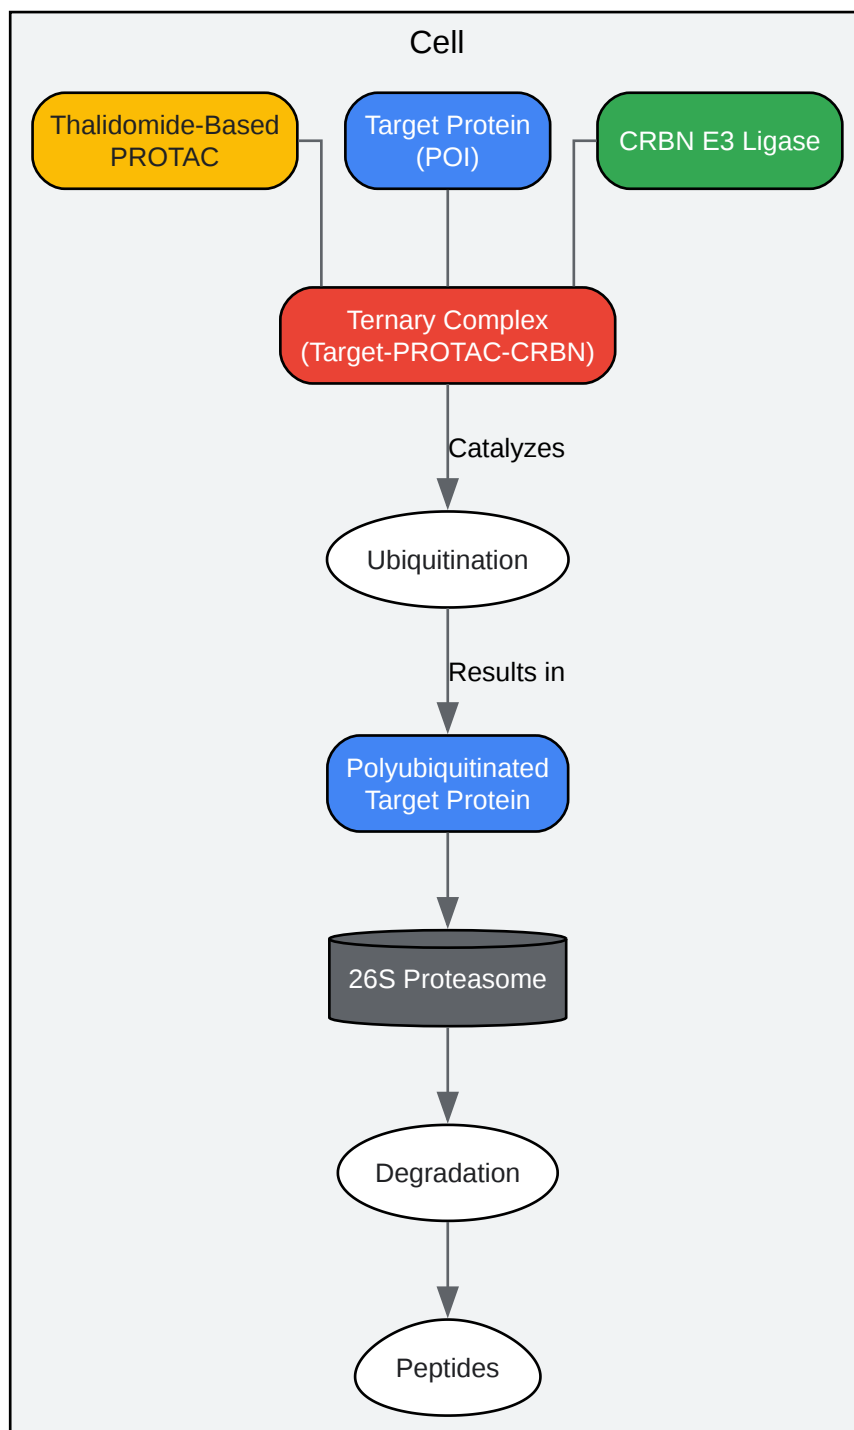 Cell
Thalidomide-Based
PROTAC
Target Protein
(POI)
CRBN E3 Ligase
Ternary Complex
(Target-PROTAC-CRBN)
Catalyzes
Ubiquitination
Results in
Polyubiquitinated
Target Protein
26S Proteasome
Degradation
Peptides